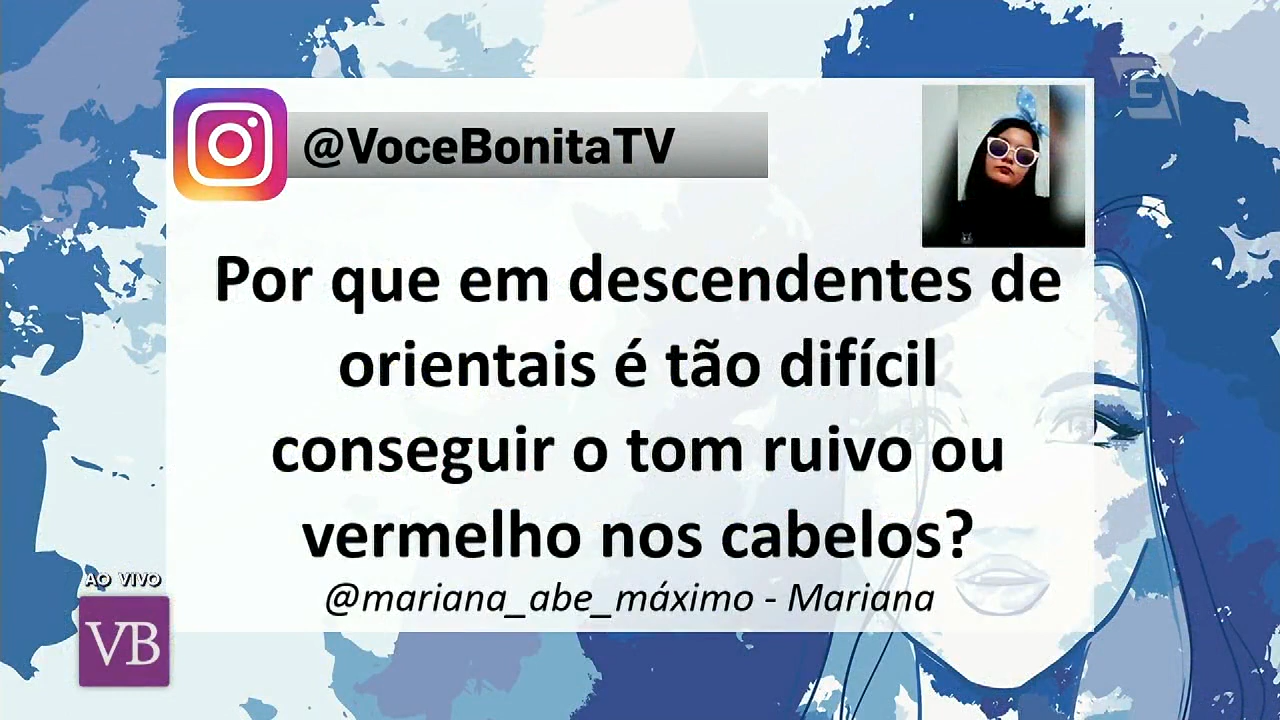 @VoceBonitaTV
Por que em descendentes de
orientais é tão difícil
conseguir o tom ruivo ou
vermelho nos cabelos?
@mariana_abe_máximo - Mariana
AO VIVO
VB